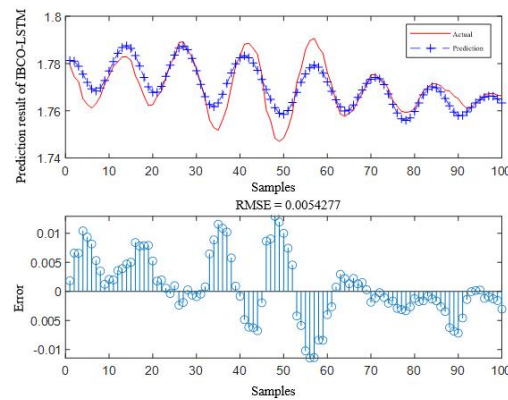 Prediction result of IBCO-LSTM
1.8
1.78
1.76
1.74
Actual
Prediction
0 10 20 30 40 50 60 70 80 90 100
Samples
RMSE = 0.0054277
Error
0.01
0.005
0
0.005
-0.01
0 10 20 30 40 50 60 70 80 90 100
Samples